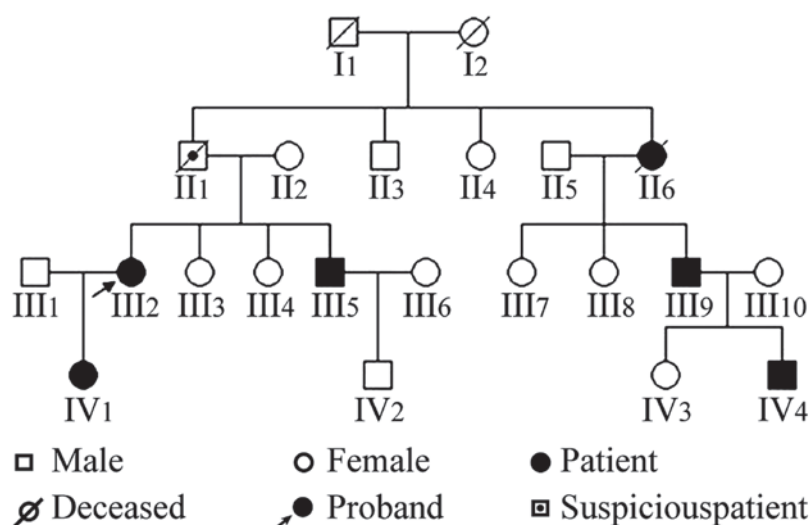 I1 I2
II1 II2 II3 II4 II5 II6
III1 III2 III3 III4 III5 III6 III7 III8 III9 III10
IV1 IV2 IV3 IV4
Male Female Patient
Deceased Proband Suspiciouspatient